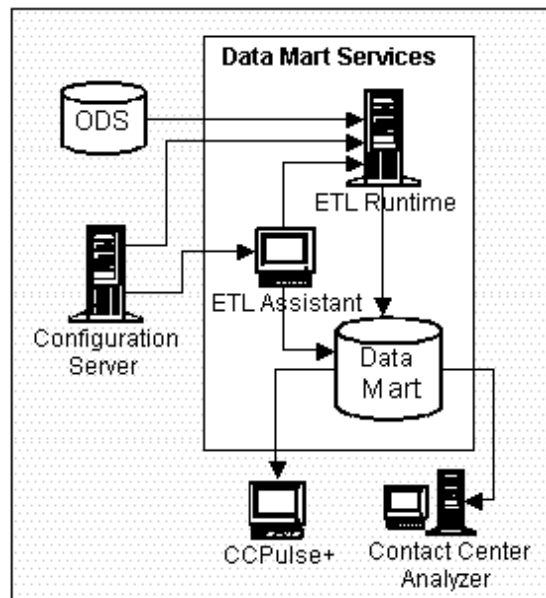 Data Mart Services
ODS
ETL Runtime
ETL Assistant
Configuration
Server
Data
Mart
CCPulse+
Contact Center
Analyzer